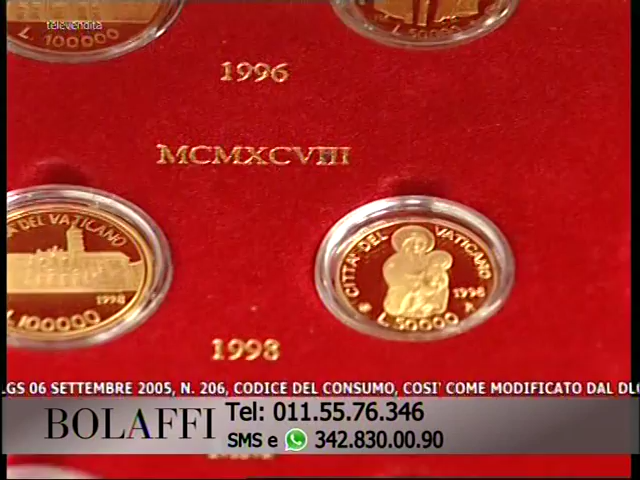 televendita
L.100000
L.50000
1996
MCMXCVIII
CITTA' DEL VATICANO
1998
L.50000
DEL VATICANO
1998
L.100000
1998
LGS 06 SETTEMBRE 2005, N. 206, CODICE DEL CONSUMO, COSI' COME MODIFICATO DAL
BOLAFFI
Tel: 011.55.76.346
SMS e 342.830.00.90